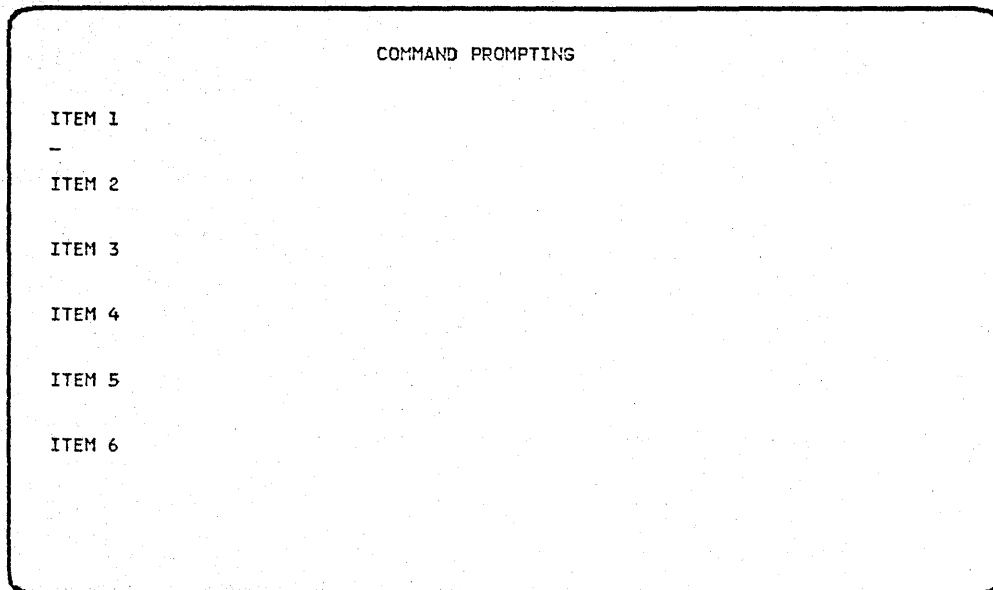 COMMAND PROMPTING
ITEM 1
_
ITEM 2
ITEM 3
ITEM 4
ITEM 5
ITEM 6